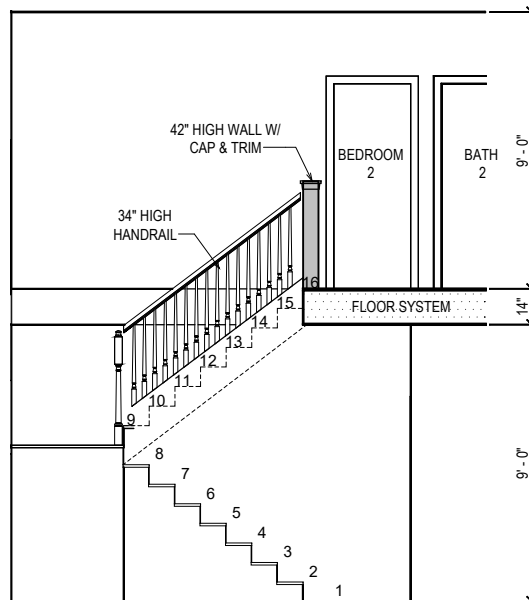 42" HIGH WALL W/
CAP & TRIM
BEDROOM
2
BATH
2
9' - 0"
34" HIGH
HANDRAIL
16
15
FLOOR SYSTEM
14"
14
13
12
11
10
9
8
7
6
5
4
3
2
1
9' - 0"